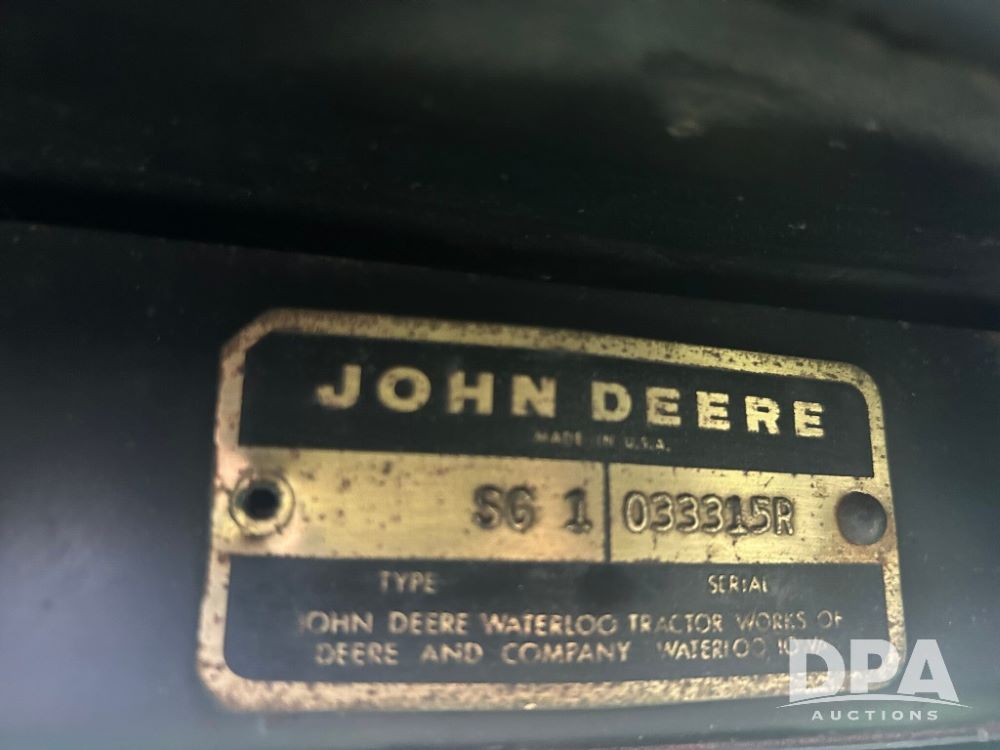 JOHN DEERE
MADE IN U.S.A.
SG 1 033315R
TYPE SERIAL
JOHN DEERE WATERLOO TRACTOR WORKS OF
DEERE AND COMPANY WATERLOO, IOWA
DPA
AUCTIONS